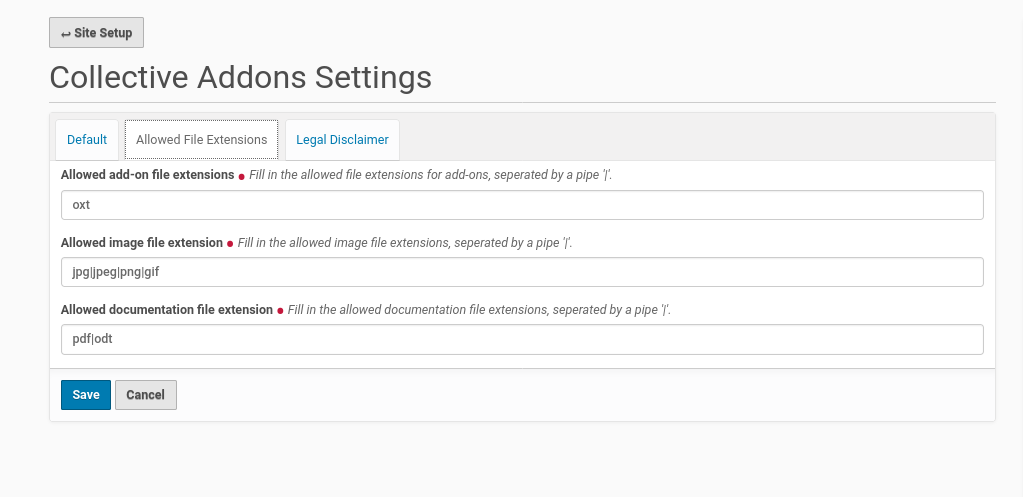 ↩ Site Setup
Collective Addons Settings
Default Allowed File Extensions Legal Disclaimer
Allowed add-on file extensions ● Fill in the allowed file extensions for add-ons, seperated by a pipe '|'.
oxt
Allowed image file extension ● Fill in the allowed image file extensions, seperated by a pipe '|'.
jpg|jpeg|png|gif
Allowed documentation file extension ● Fill in the allowed documentation file extensions, seperated by a pipe '|'.
pdf|odt
Save Cancel